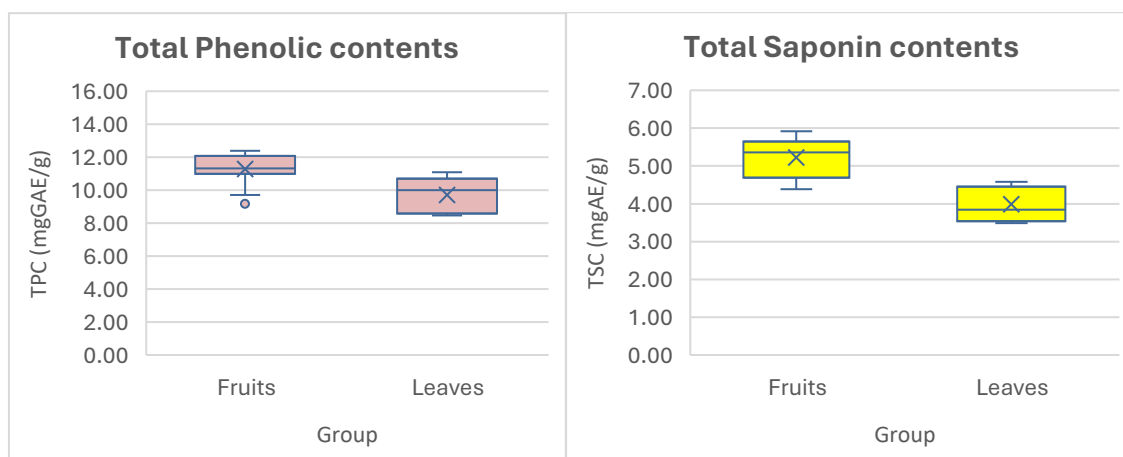 Total Phenolic contents
TPC (mgGAE/g)
16.00
14.00
12.00
10.00
8.00
6.00
4.00
2.00
0.00
Fruits
Leaves
Group
Total Saponin contents
TSC (mgAE/g)
7.00
6.00
5.00
4.00
3.00
2.00
1.00
0.00
Fruits
Leaves
Group